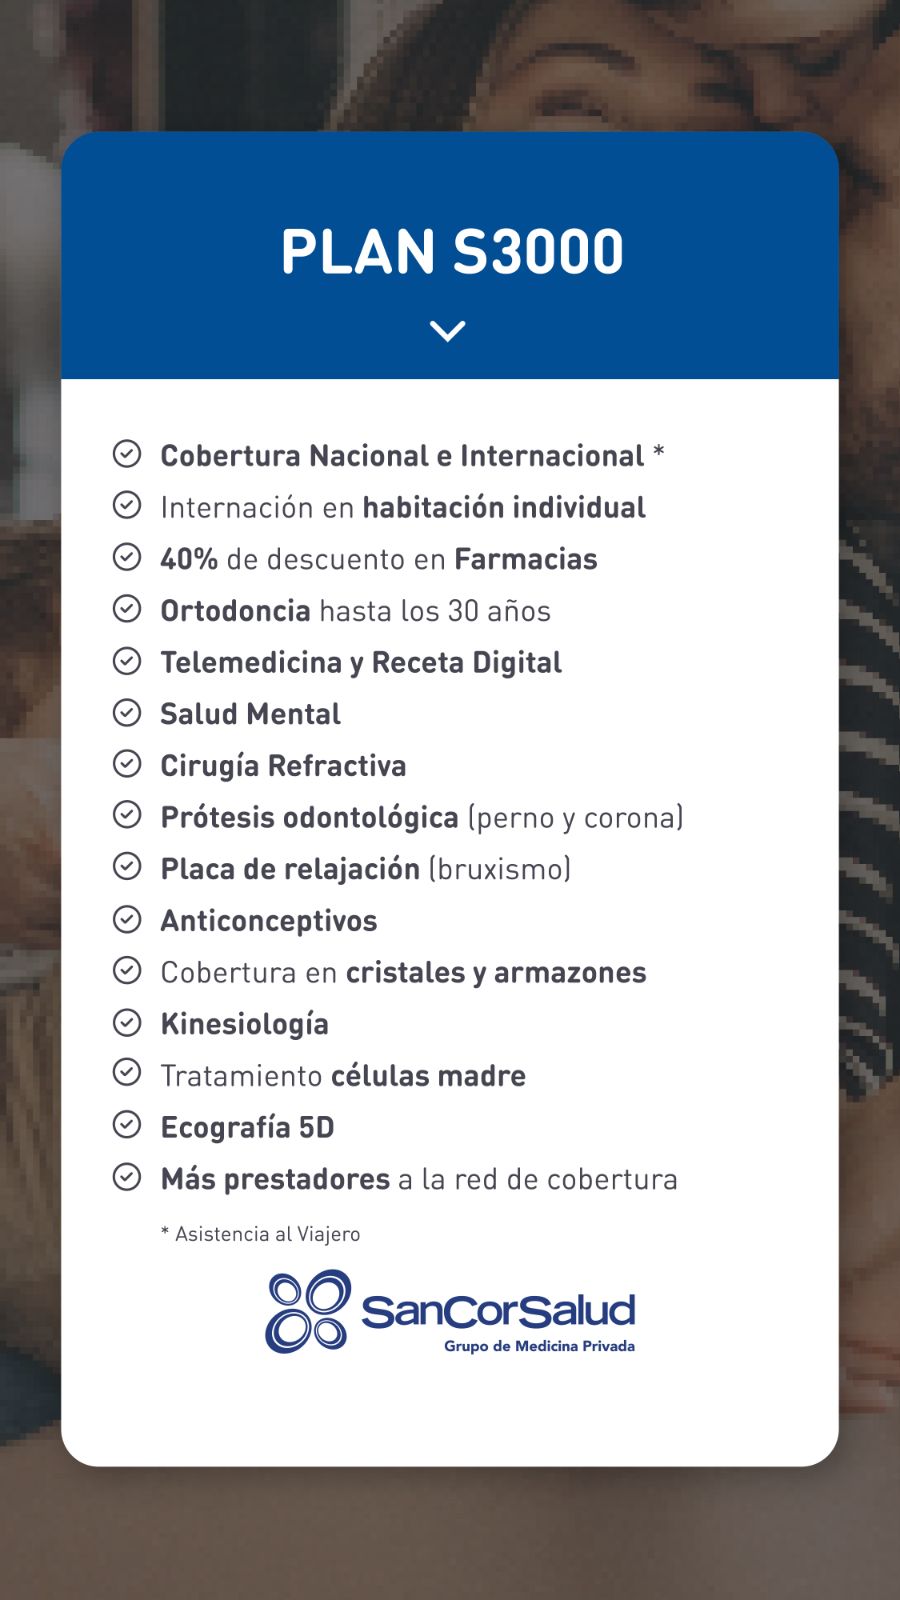 PLAN S3000
Cobertura Nacional e Internacional *
Internación en habitación individual
40% de descuento en Farmacias
Ortodoncia hasta los 30 años
Telemedicina y Receta Digital
Salud Mental
Cirugía Refractiva
Prótesis odontológica (perno y corona)
Placa de relajación (bruxismo)
Anticonceptivos
Cobertura en cristales y armazones
Kinesiología
Tratamiento células madre
Ecografía 5D
Más prestadores a la red de cobertura
* Asistencia al Viajero
SanCorSalud
Grupo de Medicina Privada